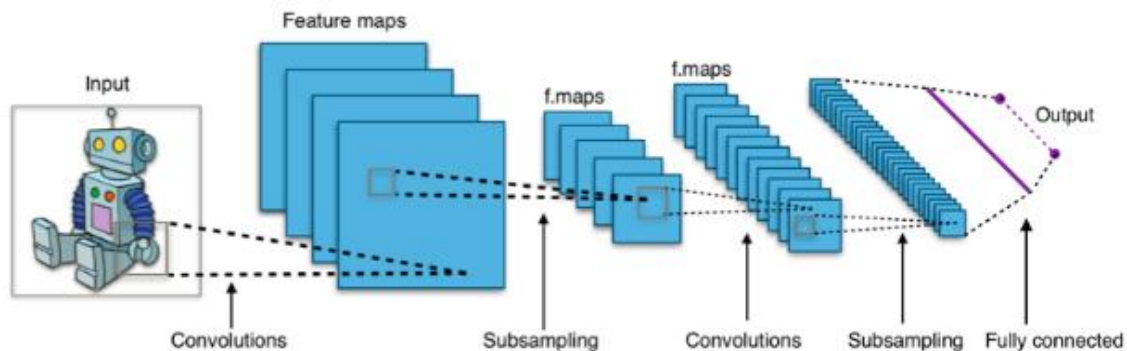 Feature maps
Input
f.maps
f.maps
Output
Convolutions
Subsampling
Convolutions
Subsampling
Fully connected